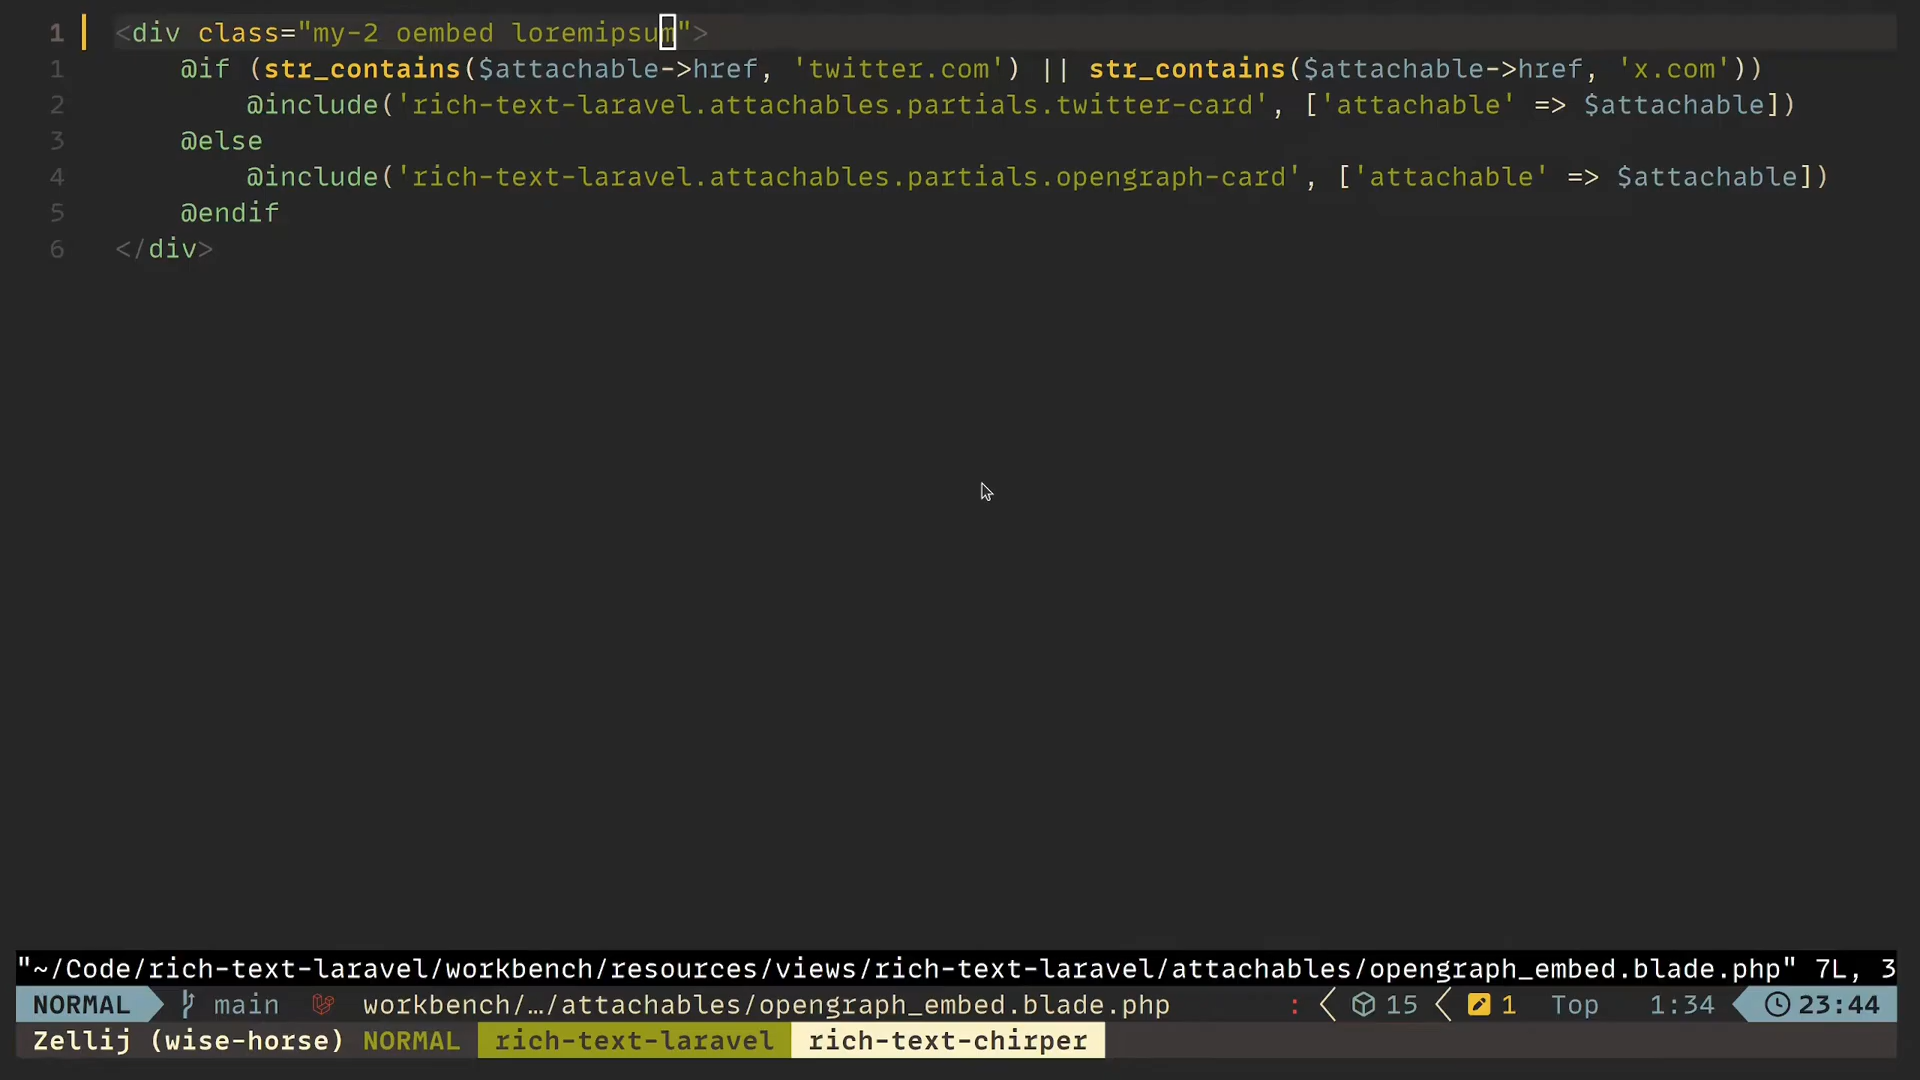 1 <div class="my-2 oembed loremipsum">
1 @if (str_contains($attachable->href, 'twitter.com') || str_contains($attachable->href, 'x.com'))
2 @include('rich-text-laravel.attachables.partials.twitter-card', ['attachable' => $attachable])
3 @else
4 @include('rich-text-laravel.attachables.partials.opengraph-card', ['attachable' => $attachable])
5 @endif
6 </div>
"~/Code/rich-text-laravel/workbench/resources/views/rich-text-laravel/attachables/opengraph_embed.blade.php" 7L, 3
NORMAL main workbench/…/attachables/opengraph_embed.blade.php : 15 1 Top 1:34 23:44
Zellij (wise-horse) NORMAL rich-text-laravel rich-text-chirper